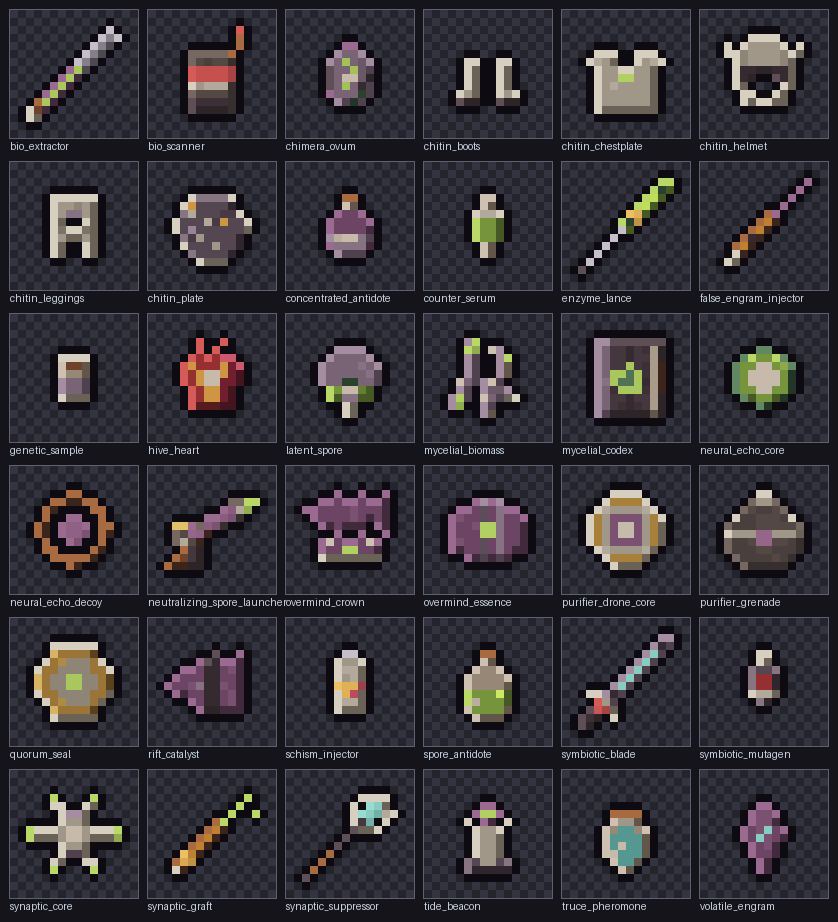 bio_extractor
bio_scanner
chimera_ovum
chitin_boots
chitin_chestplate
chitin_helmet
chitin_leggings
chitin_plate
concentrated_antidote
counter_serum
enzyme_lance
false_engram_injector
genetic_sample
hive_heart
latent_spore
mycelial_biomass
mycelial_codex
neural_echo_core
neural_echo_decoy
neutralizing_spore_launcher
overmind_crown
overmind_essence
purifier_drone_core
purifier_grenade
quorum_seal
rift_catalyst
schism_injector
spore_antidote
symbiotic_blade
symbiotic_mutagen
synaptic_core
synaptic_graft
synaptic_suppressor
tide_beacon
truce_pheromone
volatile_engram